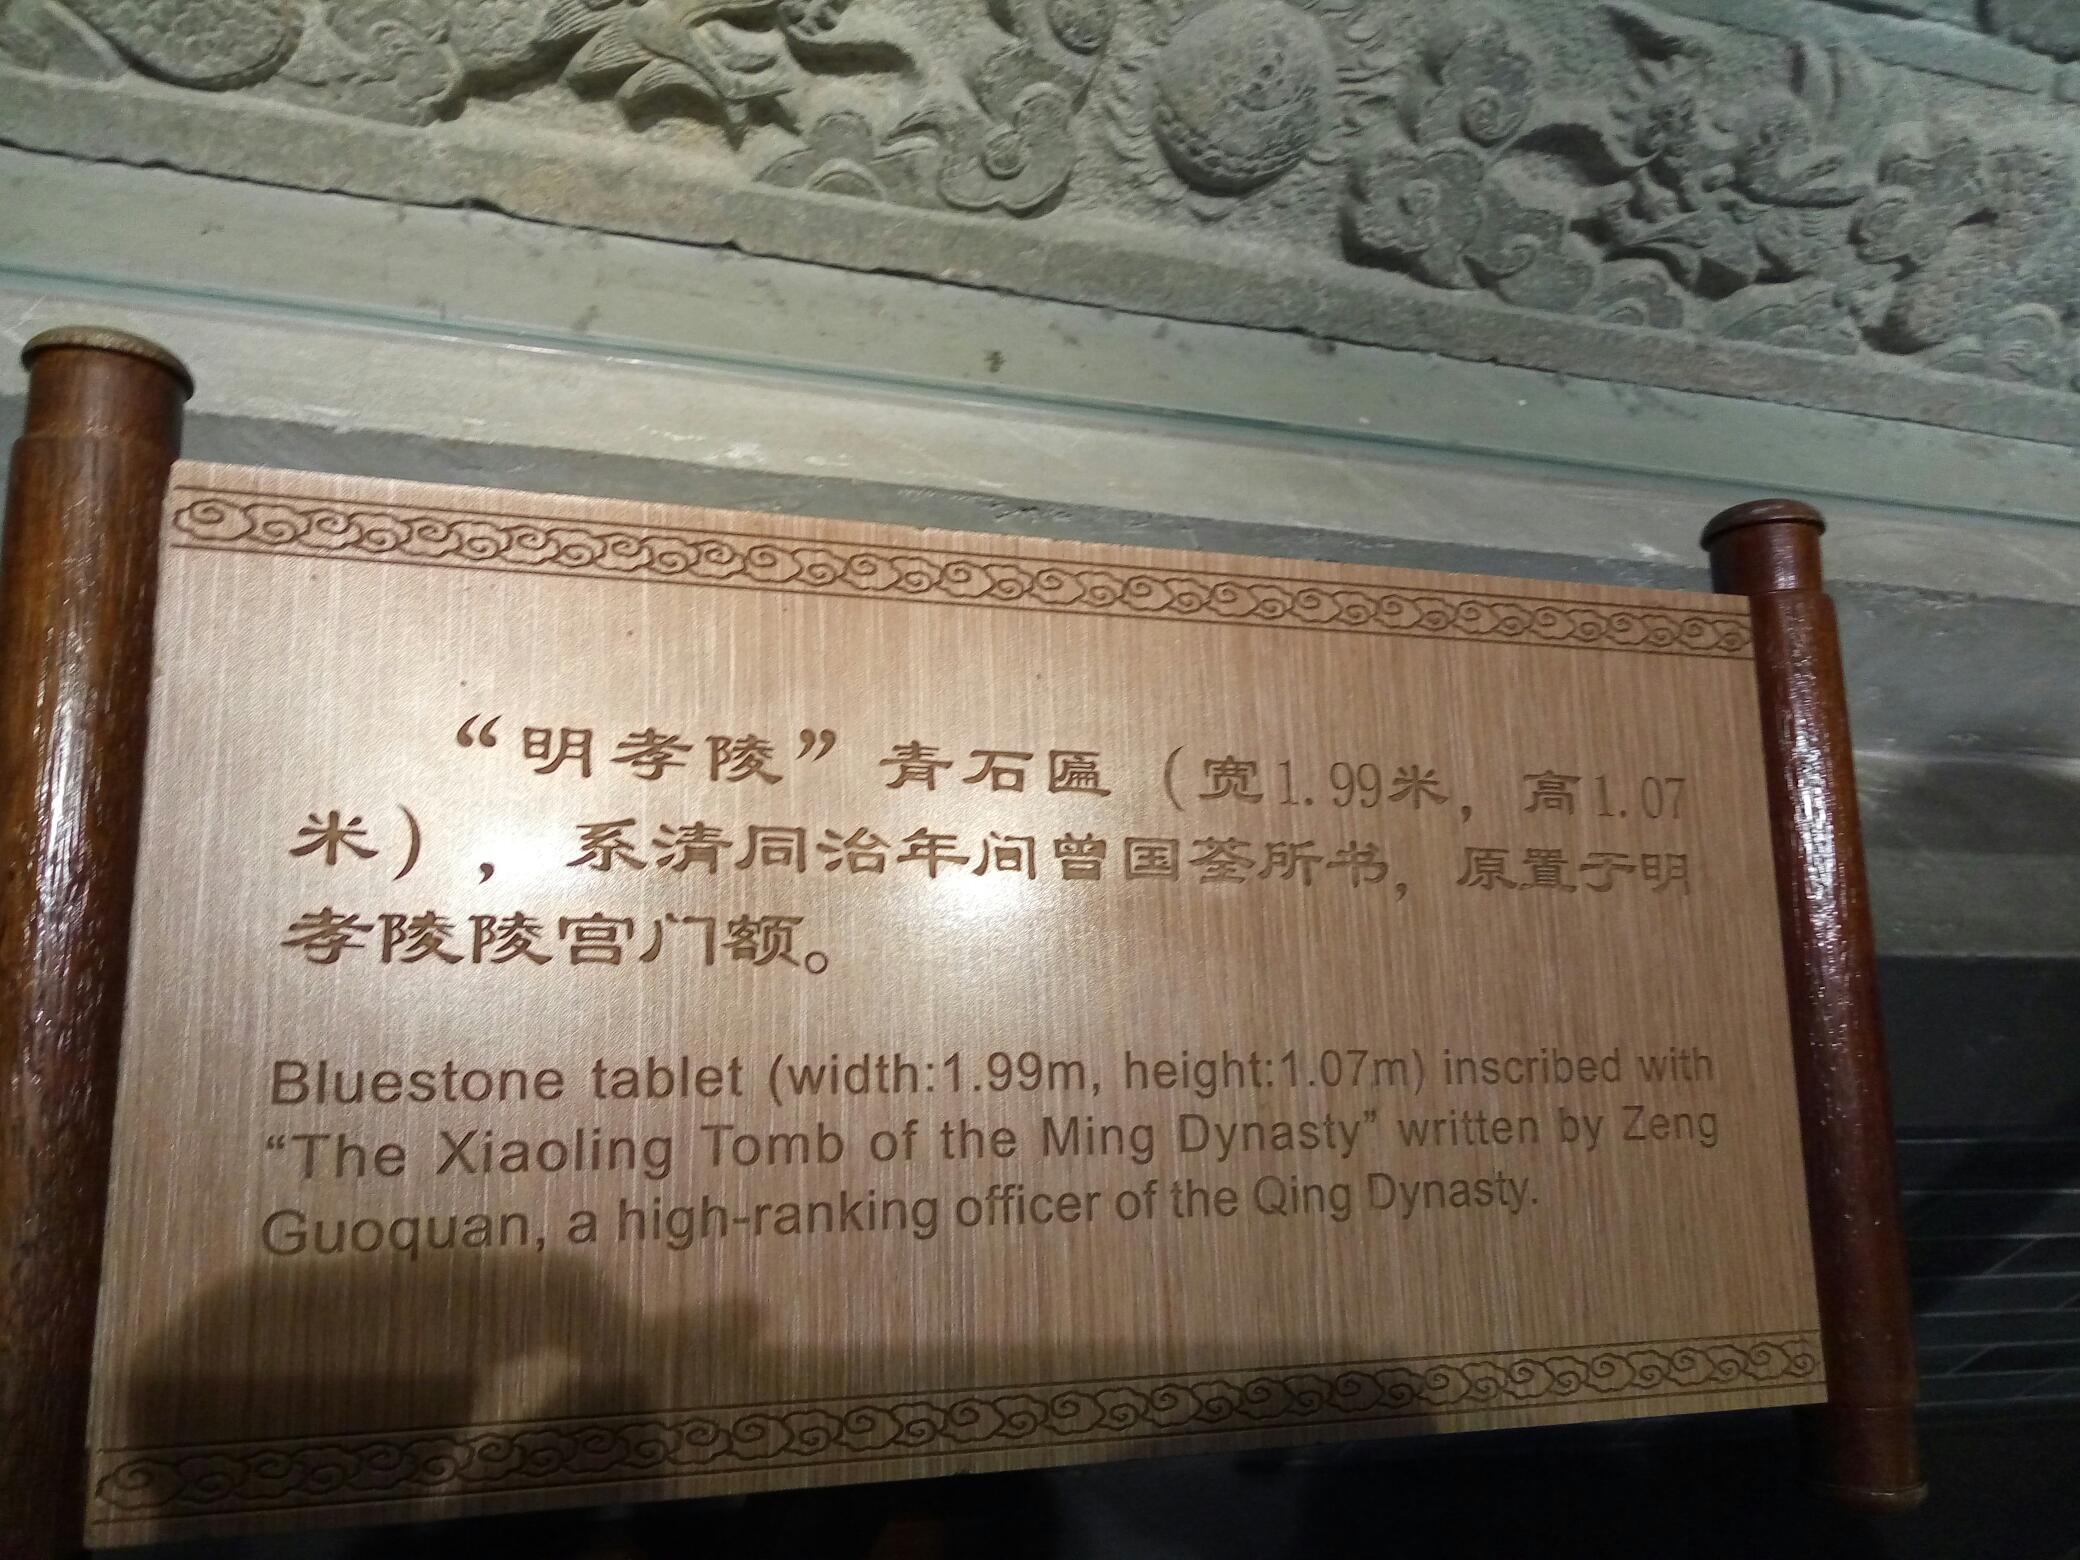 “明孝陵”青石匾（宽1.99米，高1.07
米），系清同治年间曾国荃所书，原置于明
孝陵陵宫门额。
Bluestone tablet (width:1.99m, height:1.07m) inscribed with
“The Xiaoling Tomb of the Ming Dynasty” written by Zeng
Guoquan, a high-ranking officer of the Qing Dynasty.